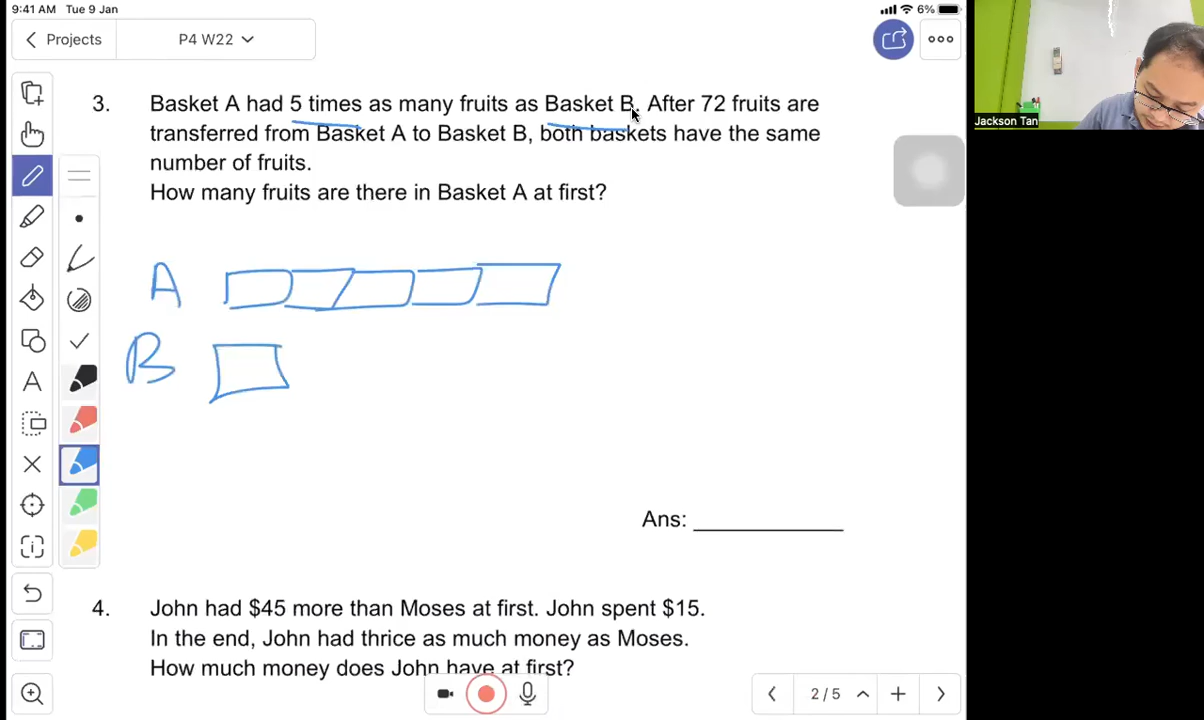 9:41 AM Tue 9 Jan
6%
Projects
P4 W22
Jackson Tan
3. Basket A had 5 times as many fruits as Basket B. After 72 fruits are
transferred from Basket A to Basket B, both baskets have the same
number of fruits.
How many fruits are there in Basket A at first?
A
B
A
Ans:
4. John had $45 more than Moses at first. John spent $15.
In the end, John had thrice as much money as Moses.
How much money does John have at first?
2 / 5